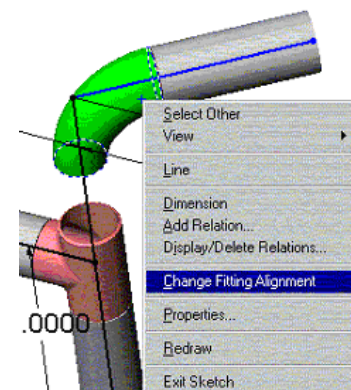 Select Other
View
Line
Dimension
Add Relation...
Display/Delete Relations...
Change Fitting Alignment
Properties...
.0000
Redraw
Exit Sketch